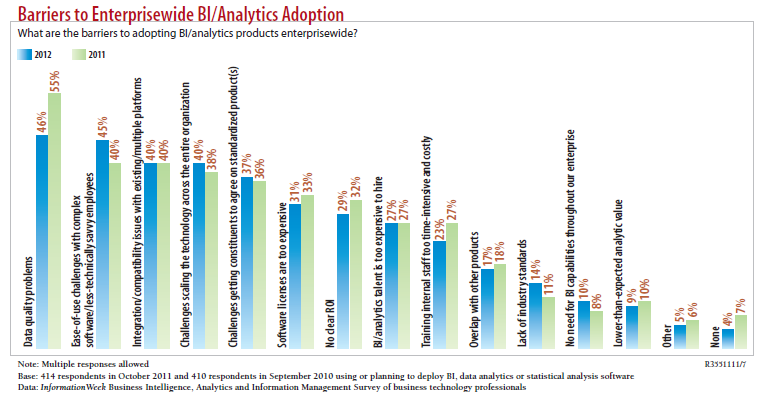 Barriers to Enterprisewide BI/Analytics Adoption
What are the barriers to adopting BI/analytics products enterprisewide?
2012 2011
Data quality problems
46% 55%
Ease-of-use challenges with complex
software/less-technically savvy employees
45% 40%
Integration/compatibility issues with existing/multiple platforms
40% 40%
Challenges scaling the technology across the entire organization
40% 38%
Challenges getting constituents to agree on standardized product(s)
37% 36%
Software licenses are too expensive
31% 33%
No clear ROI
29% 32%
BI/analytics talent is too expensive to hire
27% 27%
Training internal staff too time-intensive and costly
23% 27%
Overlap with other products
17% 18%
Lack of industry standards
14% 11%
No need for BI capabilities throughout our enterprise
10% 8%
Lower-than-expected analytic value
9% 10%
Other
5% 6%
None
4% 7%
Note: Multiple responses allowed
R3551111/7
Base: 414 respondents in October 2011 and 410 respondents in September 2010 using or planning to deploy BI, data analytics or statistical analysis software
Data: InformationWeek Business Intelligence, Analytics and Information Management Survey of business technology professionals